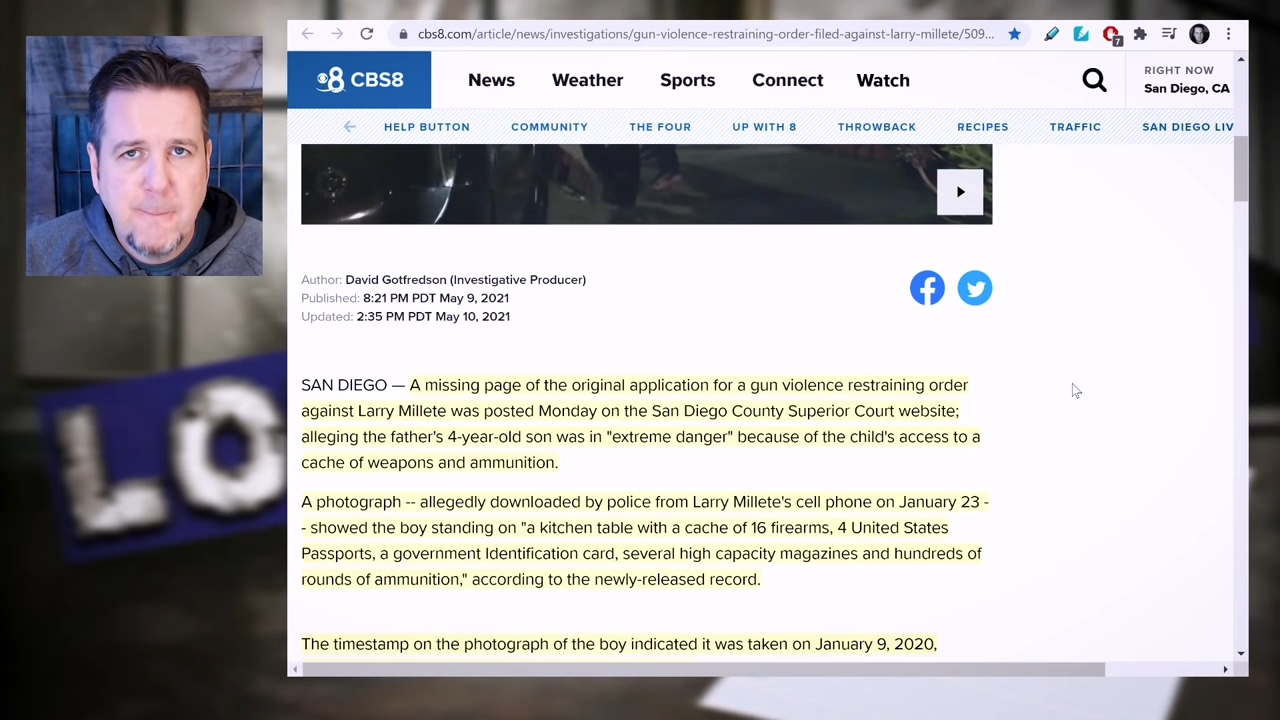 cbs8.com/article/news/investigations/gun-violence-restraining-order-filed-against-larry-millete/509...
7
8 CBS8
News Weather Sports Connect Watch
RIGHT NOW
San Diego, CA
HELP BUTTON COMMUNITY THE FOUR UP WITH 8 THROWBACK RECIPES TRAFFIC SAN DIEGO LIV
Author: David Gotfredson (Investigative Producer)
Published: 8:21 PM PDT May 9, 2021
Updated: 2:35 PM PDT May 10, 2021
SAN DIEGO — A missing page of the original application for a gun violence restraining order
against Larry Millete was posted Monday on the San Diego County Superior Court website;
alleging the father's 4-year-old son was in "extreme danger" because of the child's access to a
cache of weapons and ammunition.
A photograph -- allegedly downloaded by police from Larry Millete's cell phone on January 23 -
- showed the boy standing on "a kitchen table with a cache of 16 firearms, 4 United States
Passports, a government Identification card, several high capacity magazines and hundreds of
rounds of ammunition," according to the newly-released record.
The timestamp on the photograph of the boy indicated it was taken on January 9, 2020,
LO